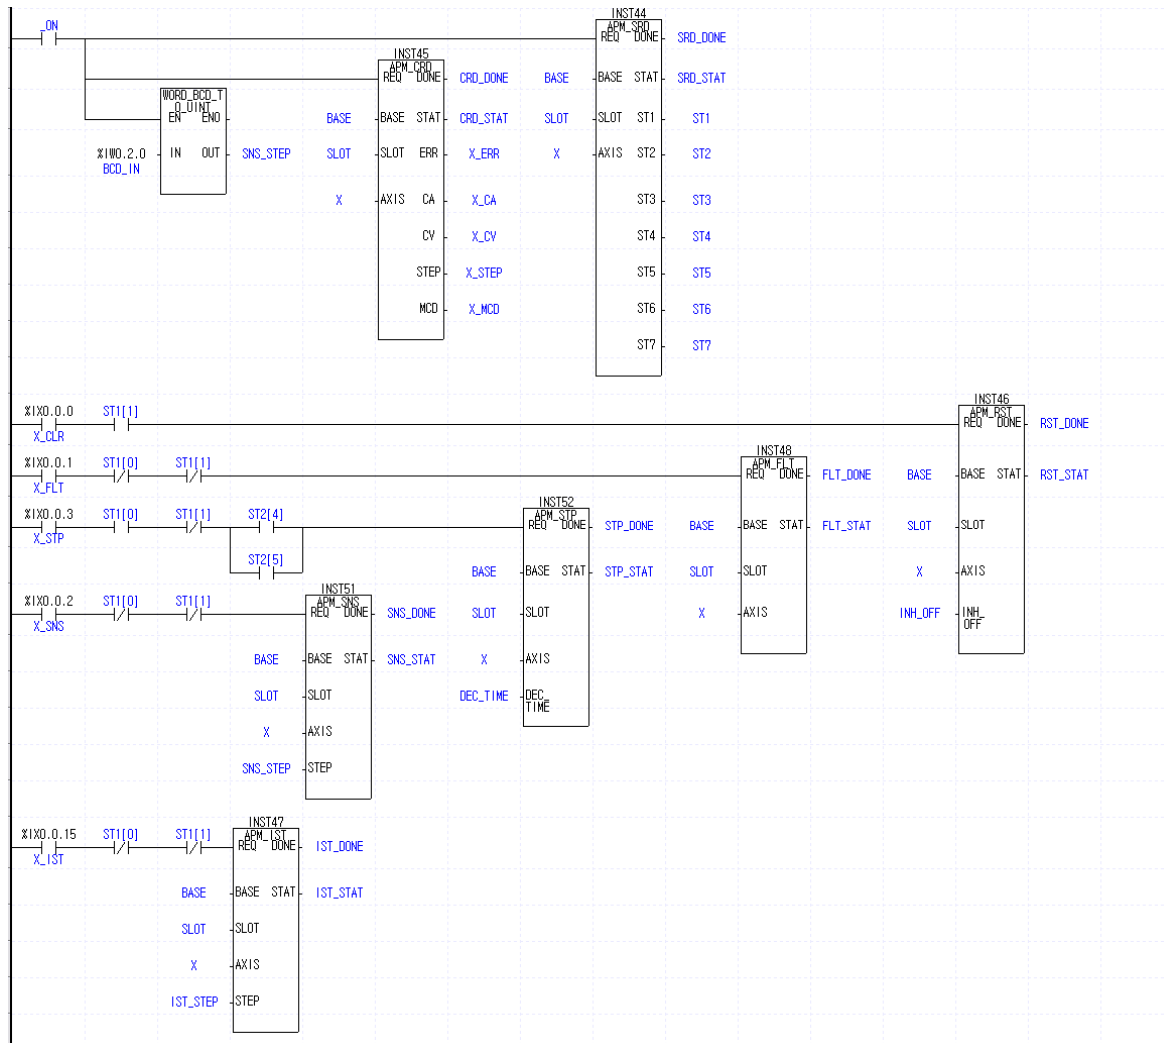 INST44
_ON
APM_SRD
REQ DONE SRD_DONE
INST45
APM_CRD
REQ DONE CRD_DONE BASE BASE STAT SRD_STAT
WORD_BCD_T
O_UINT
EN ENO BASE BASE STAT CRD_STAT SLOT SLOT ST1 ST1
%IW0.2.0 IN OUT SNS_STEP SLOT SLOT ERR X_ERR X AXIS ST2 ST2
BCD_IN
X AXIS CA X_CA ST3 ST3
CV X_CV ST4 ST4
STEP X_STEP ST5 ST5
MCD X_MCD ST6 ST6
ST7 ST7
INST46
%IX0.0.0 ST1[1] APM_RST
REQ DONE RST_DONE
X_CLR
INST48
%IX0.0.1 ST1[0] ST1[1] APM_FLT
REQ DONE FLT_DONE BASE BASE STAT RST_STAT
X_FLT
INST52
%IX0.0.3 ST1[0] ST1[1] ST2[4] APM_STP
REQ DONE STP_DONE BASE BASE STAT FLT_STAT SLOT SLOT
X_STP
ST2[5]
BASE BASE STAT STP_STAT SLOT SLOT X AXIS
INST51
%IX0.0.2 ST1[0] ST1[1] APM_SNS
REQ DONE SNS_DONE SLOT SLOT X AXIS INH_OFF INH_
OFF
X_SNS
BASE BASE STAT SNS_STAT X AXIS
SLOT SLOT DEC_TIME DEC_
TIME
X AXIS
SNS_STEP STEP
INST47
%IX0.0.15 ST1[0] ST1[1] APM_IST
REQ DONE IST_DONE
X_IST
BASE BASE STAT IST_STAT
SLOT SLOT
X AXIS
IST_STEP STEP